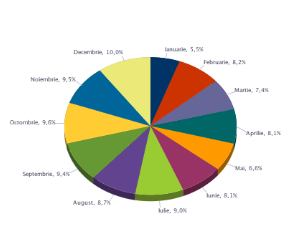 Ianuarie, 5,5%
Februarie, 8,2%
Martie, 7,4%
Aprilie, 8,1%
Mai, 6,6%
Iunie, 8,1%
Iulie, 9,0%
August, 8,7%
Septembrie, 9,4%
Octombrie, 9,6%
Noiembrie, 9,5%
Decembrie, 10,0%